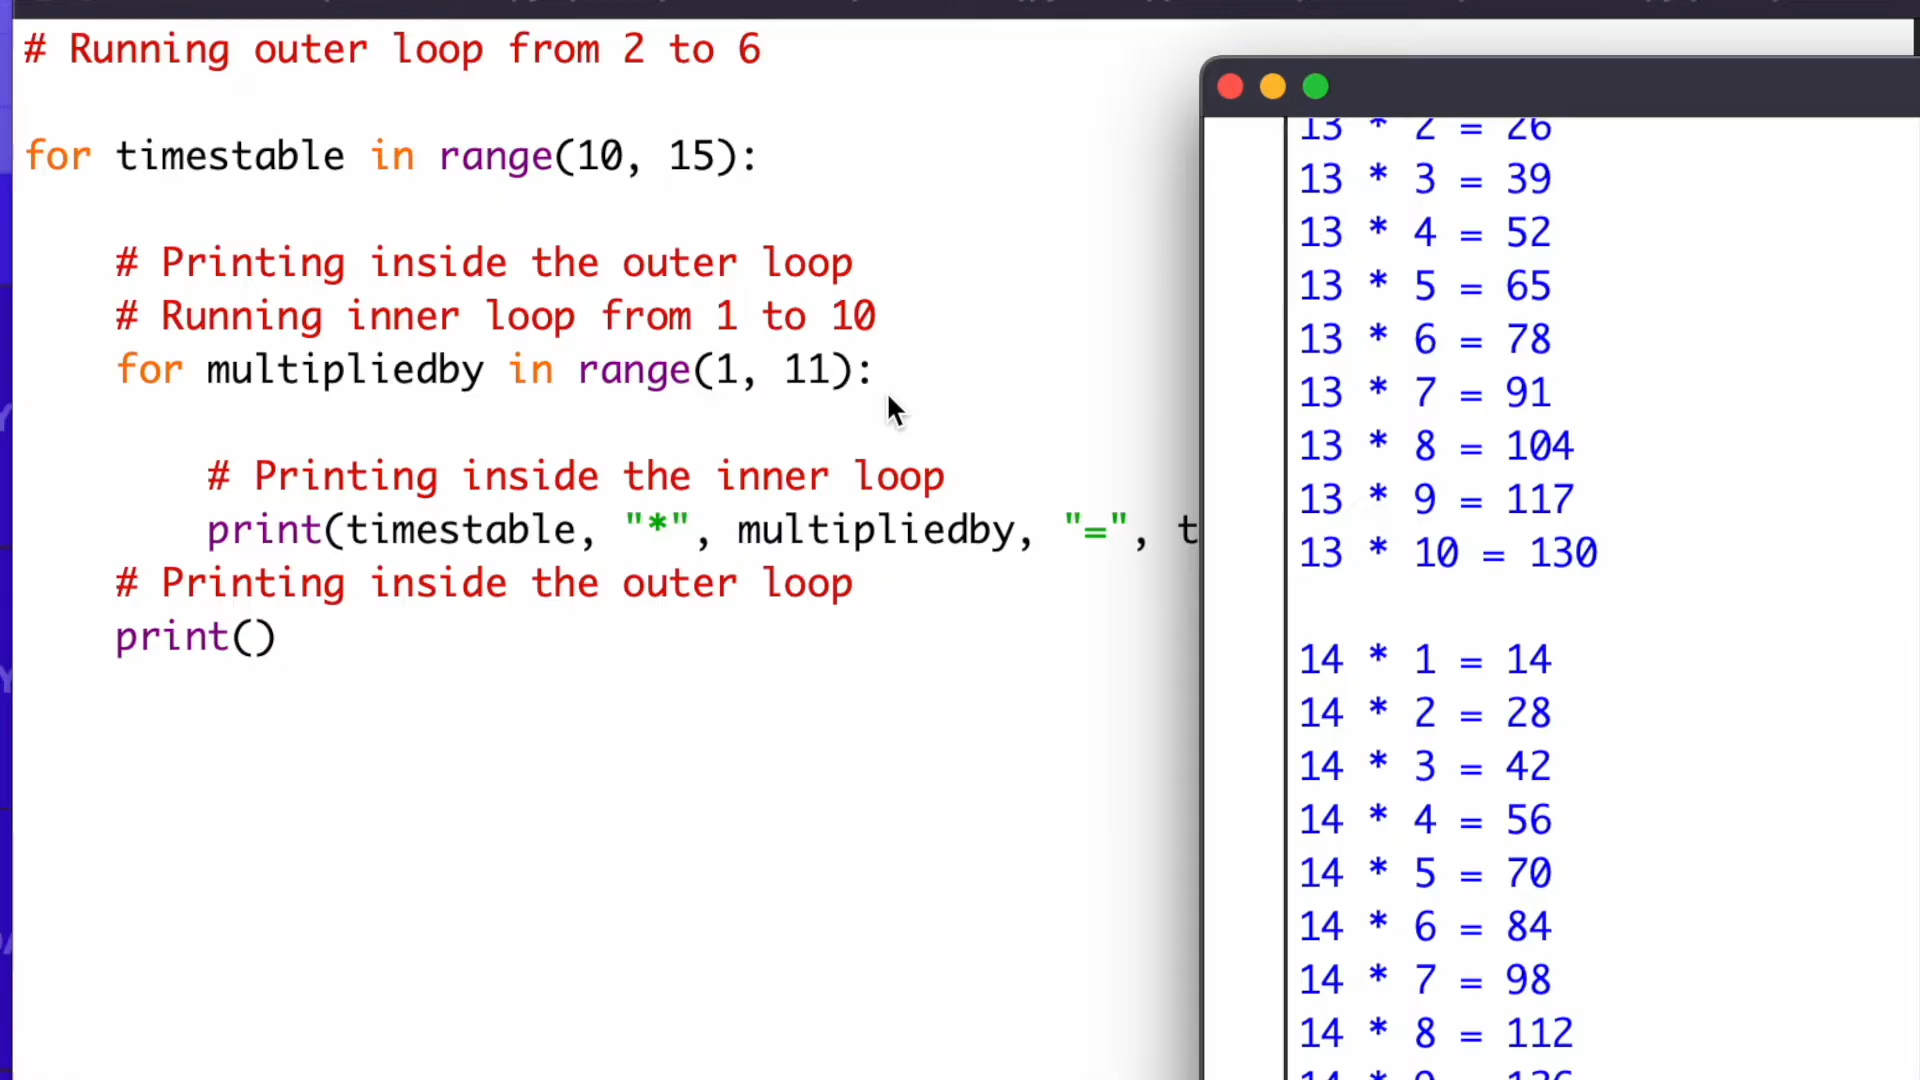 # Running outer loop from 2 to 6
for timestable in range(10, 15):
# Printing inside the outer loop
# Running inner loop from 1 to 10
for multipliedby in range(1, 11):
# Printing inside the inner loop
print(timestable, "*", multipliedby, "=", t
# Printing inside the outer loop
print()
13 * 2 = 26
13 * 3 = 39
13 * 4 = 52
13 * 5 = 65
13 * 6 = 78
13 * 7 = 91
13 * 8 = 104
13 * 9 = 117
13 * 10 = 130
14 * 1 = 14
14 * 2 = 28
14 * 3 = 42
14 * 4 = 56
14 * 5 = 70
14 * 6 = 84
14 * 7 = 98
14 * 8 = 112